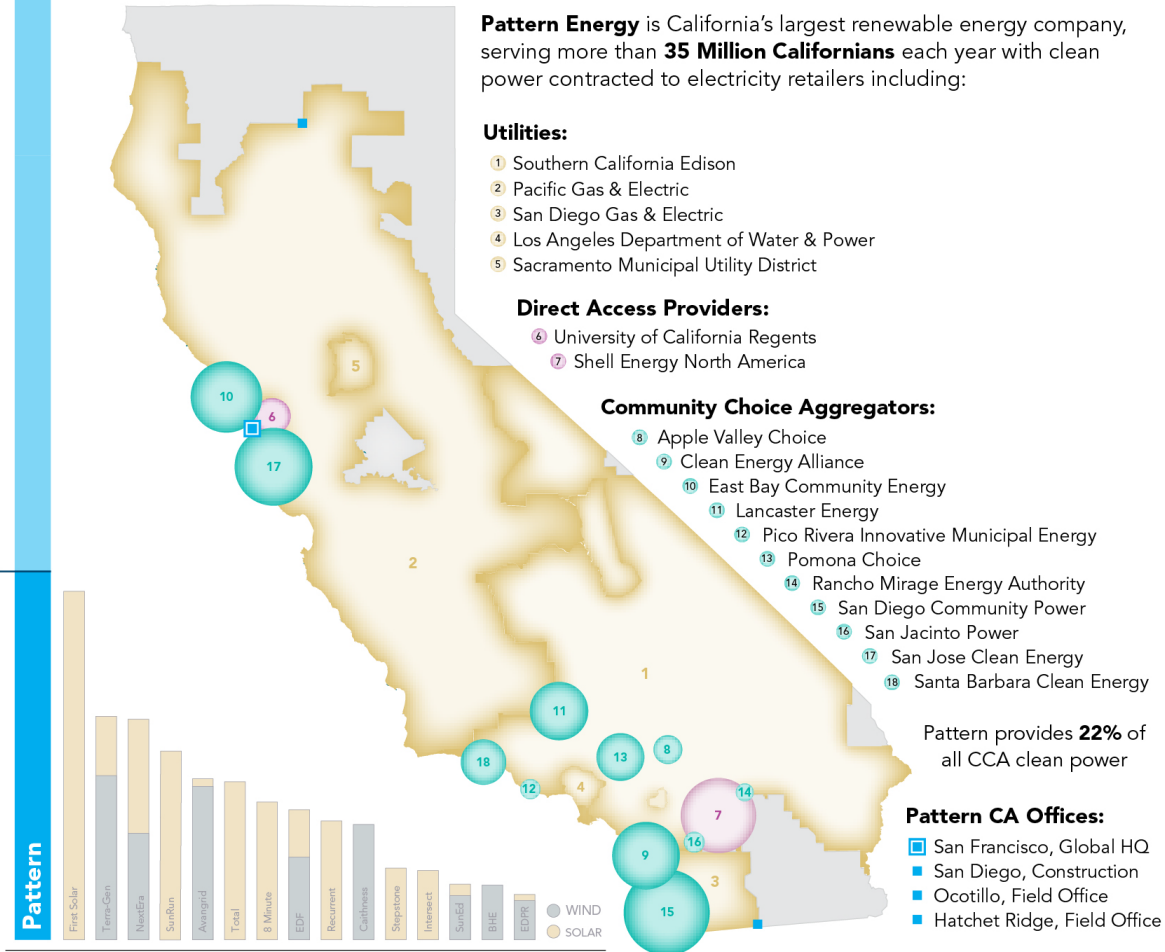 Pattern Energy is California's largest renewable energy company,
serving more than 35 Million Californians each year with clean
power contracted to electricity retailers including:
Utilities:
1 Southern California Edison
2 Pacific Gas & Electric
3 San Diego Gas & Electric
4 Los Angeles Department of Water & Power
5 Sacramento Municipal Utility District
Direct Access Providers:
6 University of California Regents
7 Shell Energy North America
Community Choice Aggregators:
8 Apple Valley Choice
9 Clean Energy Alliance
10 East Bay Community Energy
11 Lancaster Energy
12 Pico Rivera Innovative Municipal Energy
13 Pomona Choice
14 Rancho Mirage Energy Authority
15 San Diego Community Power
16 San Jacinto Power
17 San Jose Clean Energy
18 Santa Barbara Clean Energy
Pattern provides 22% of
all CCA clean power
Pattern CA Offices:
San Francisco, Global HQ
San Diego, Construction
Ocotillo, Field Office
Hatchet Ridge, Field Office
5
10
6
17
2
1
11
18
13
8
12
4
14
7
16
9
3
15
Pattern
First Solar
Terra-Gen
NextEra
SunRun
Avangrid
Total
8 Minute
EDF
Recurrent
Caithness
Stepstone
Intersect
SunEd
BHE
EDPR
WIND
SOLAR